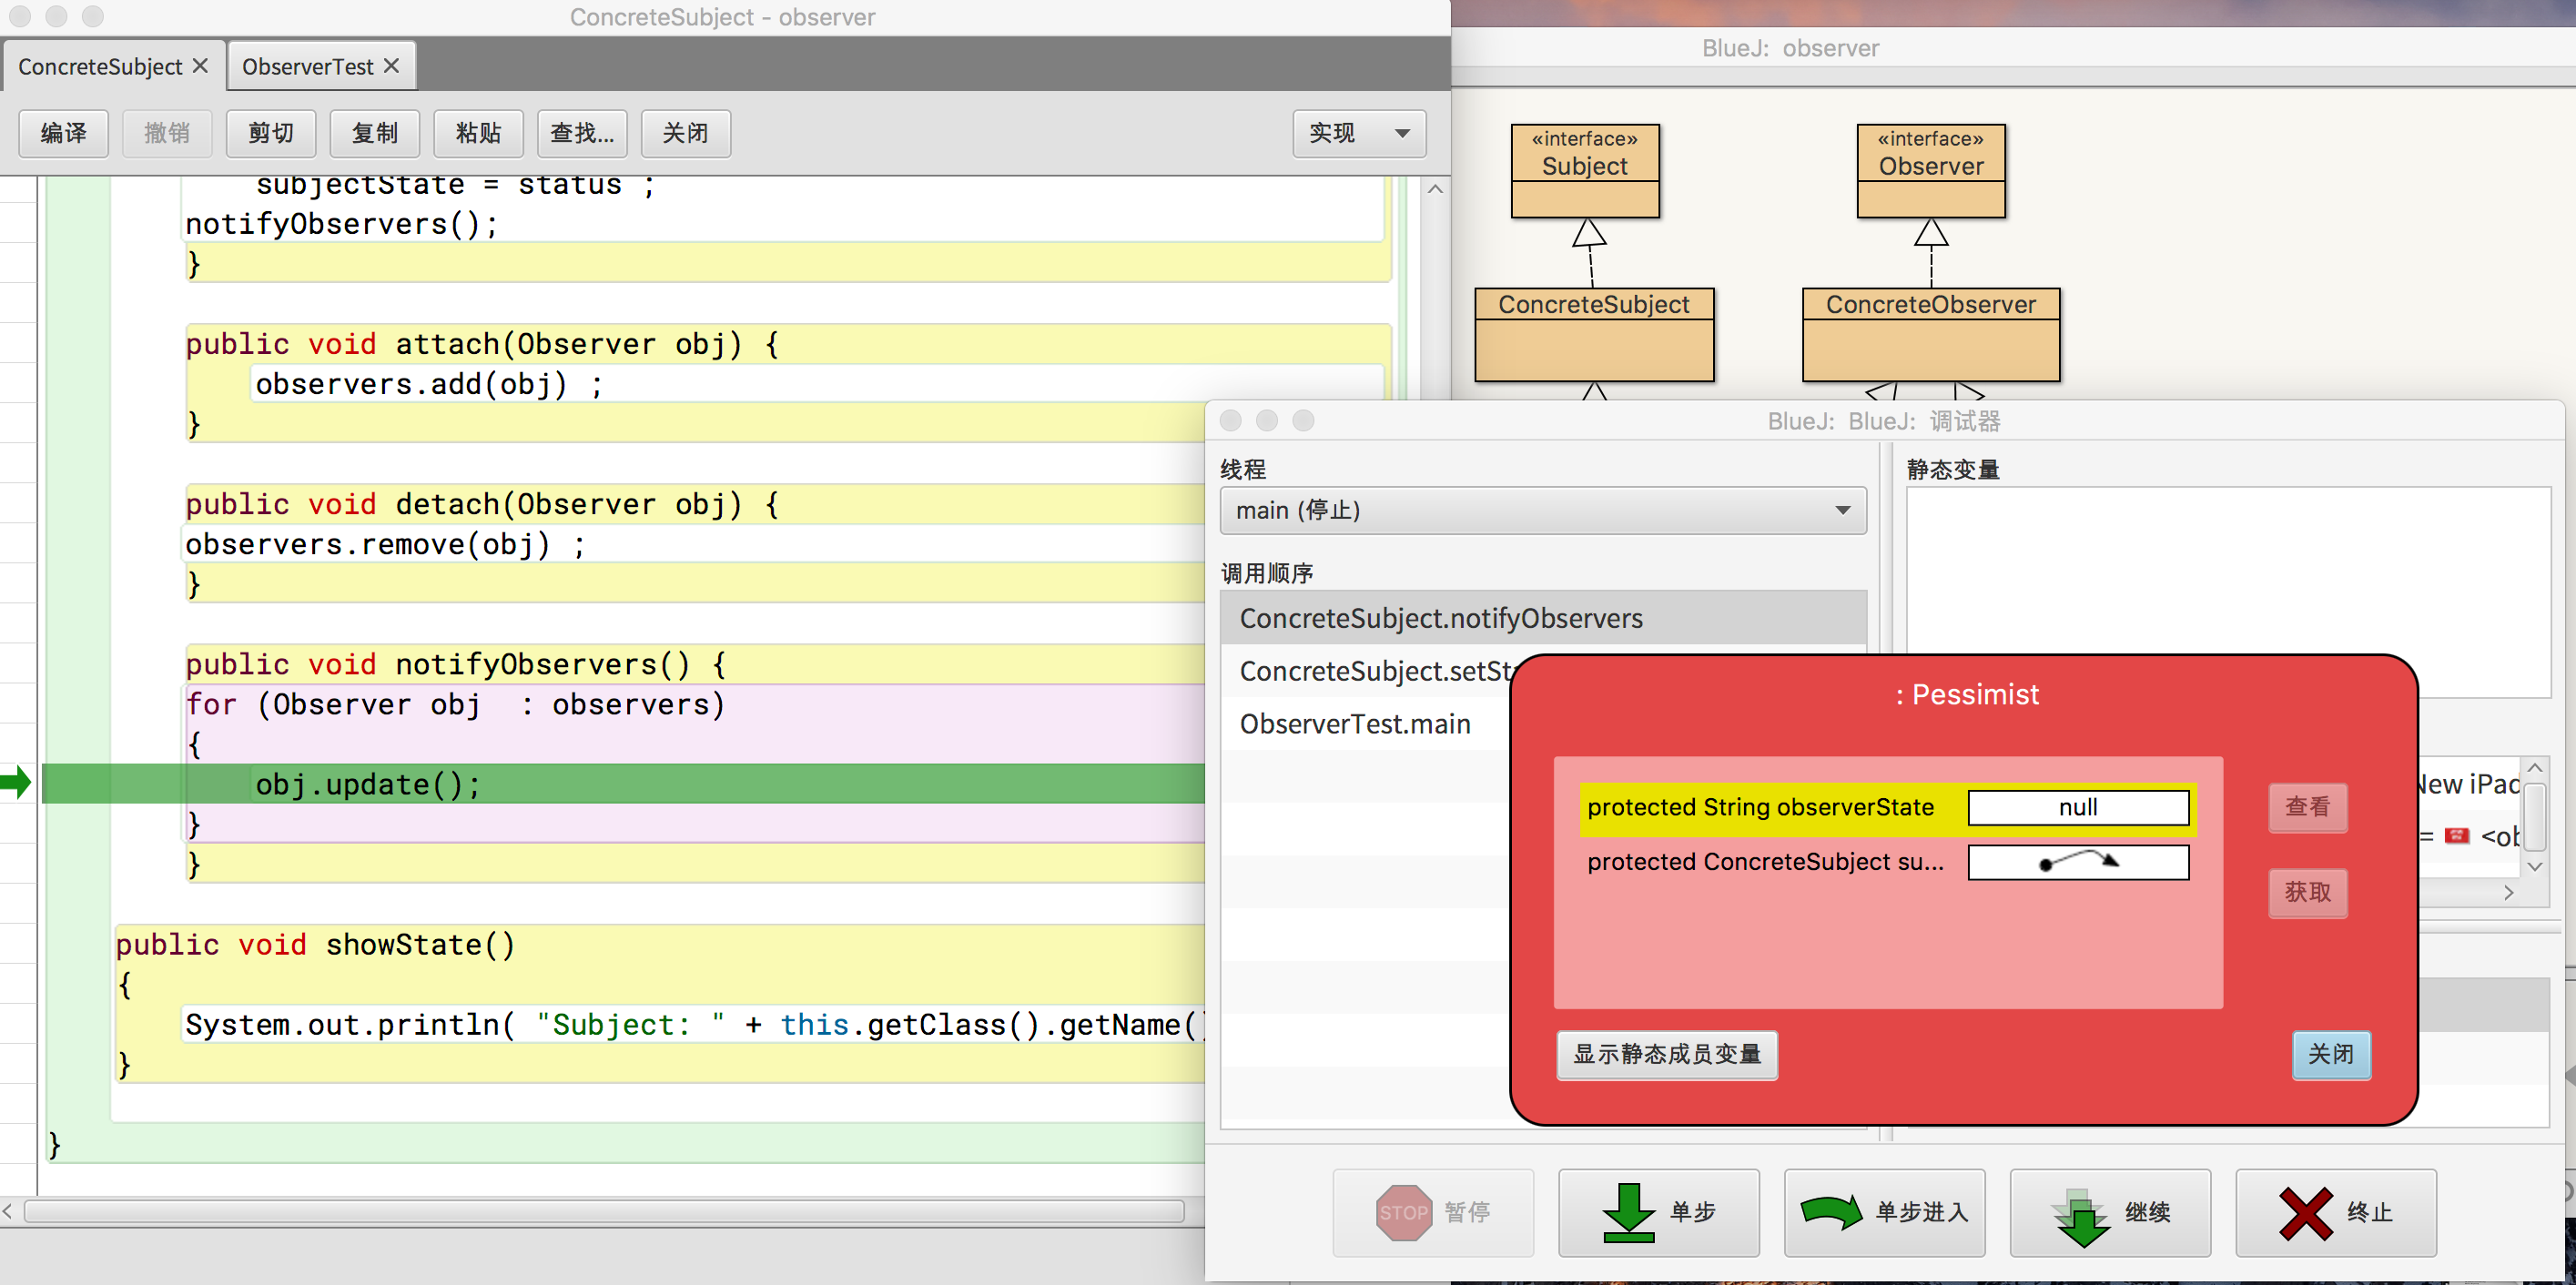 ConcreteSubject - observer
ConcreteSubject
ObserverTest
编译
撤销
剪切
复制
粘贴
查找...
关闭
实现
subjectState = status ;
notifyObservers();
}
public void attach(Observer obj) {
observers.add(obj) ;
}
public void detach(Observer obj) {
observers.remove(obj) ;
}
public void notifyObservers() {
for (Observer obj  : observers)
{
obj.update();
}
}
public void showState()
{
System.out.println( "Subject: " + this.getClass().getName()
}
}
BlueJ:  observer
«interface»
Subject
«interface»
Observer
ConcreteSubject
ConcreteObserver
BlueJ:  BlueJ:  调试器
线程
main (停止)
调用顺序
ConcreteSubject.notifyObservers
ConcreteSubject.setSt
ObserverTest.main
静态变量
New iPad
= <ob
: Pessimist
protected String observerState
null
protected ConcreteSubject su...
查看
获取
显示静态成员变量
关闭
STOP 暂停
单步
单步进入
继续
终止